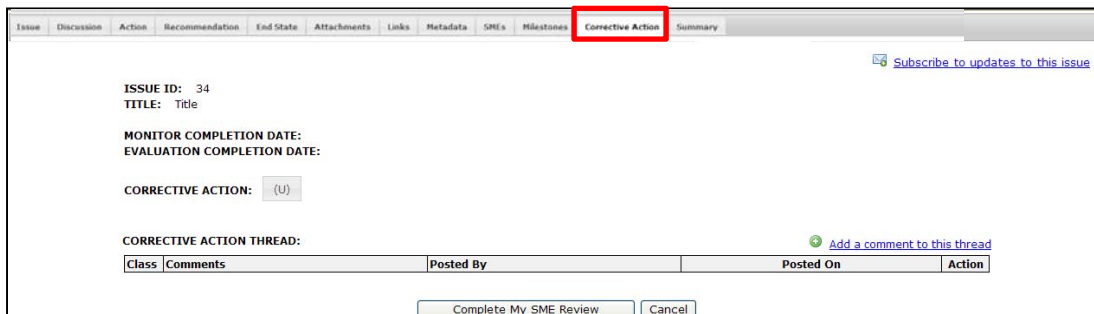 Issue Discussion Action Recommendation End State Attachments Links Metadata SMEs Milestones Corrective Action Summary
Subscribe to updates to this issue
ISSUE ID: 34
TITLE: Title
MONITOR COMPLETION DATE:
EVALUATION COMPLETION DATE:
CORRECTIVE ACTION: (U)
CORRECTIVE ACTION THREAD: Add a comment to this thread
Class Comments Posted By Posted On Action
Complete My SME Review Cancel